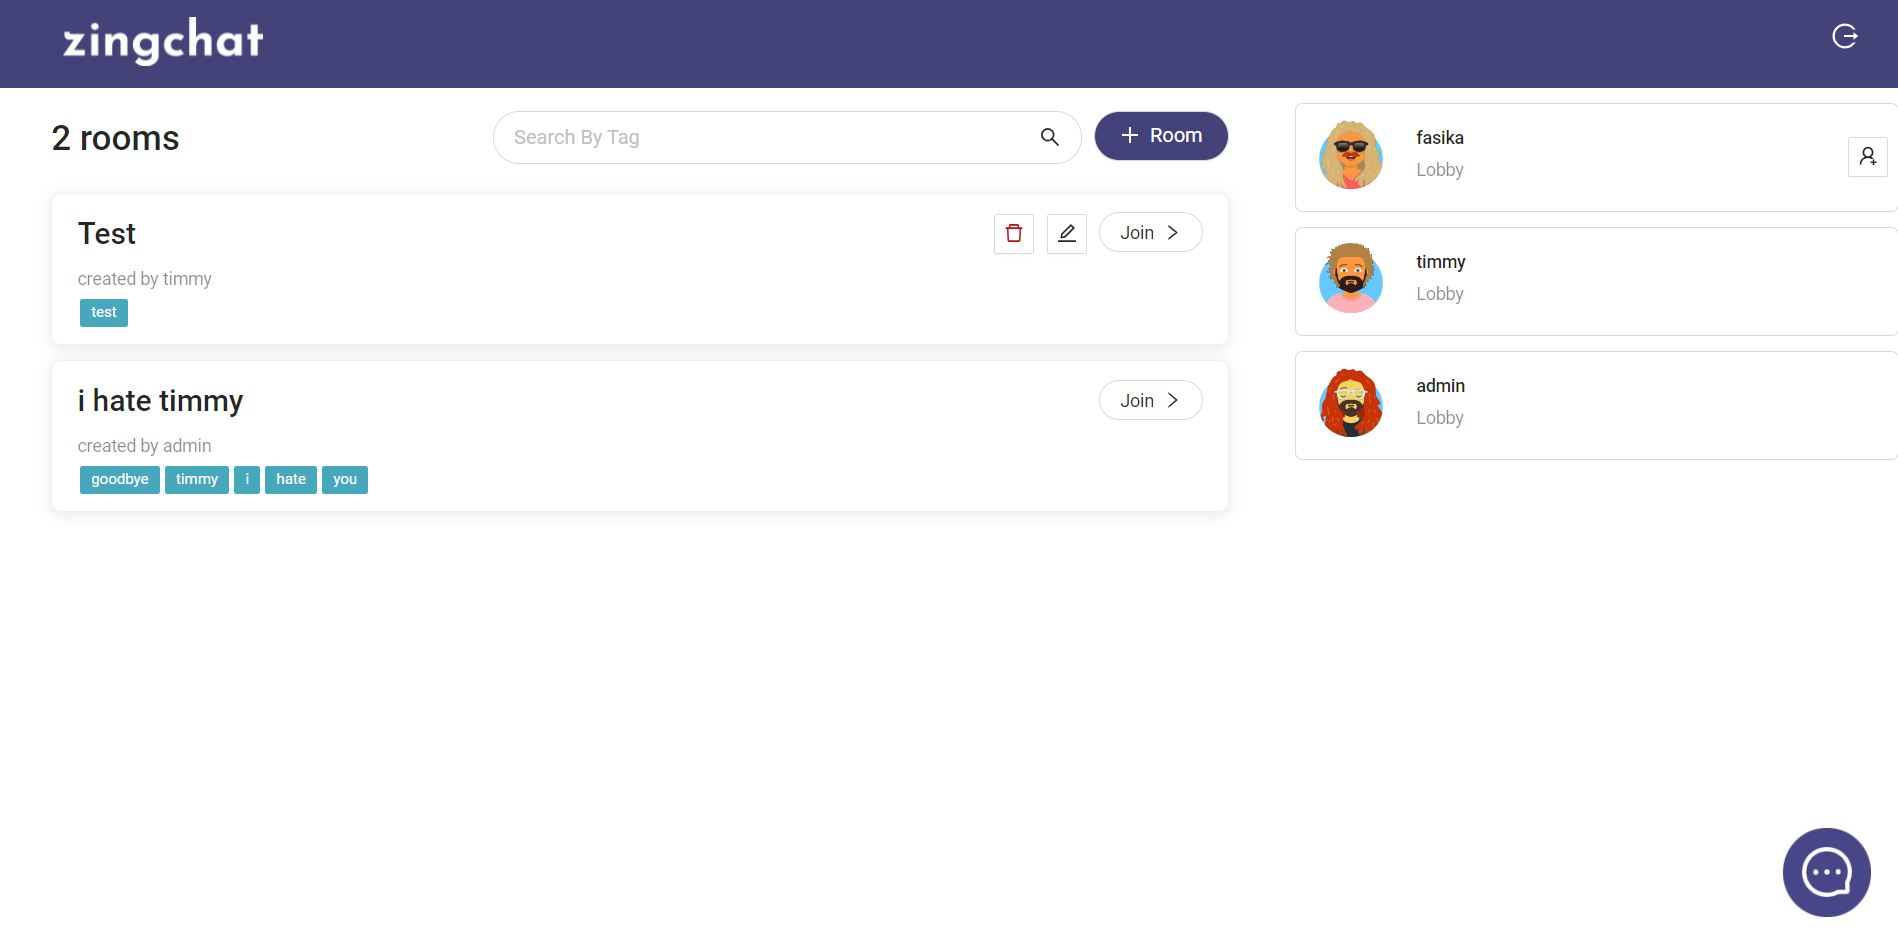 zingchat
2 rooms
Search By Tag
Room
Test
Join
created by timmy
test
i hate timmy
Join
created by admin
goodbye timmy i hate you
fasika
Lobby
timmy
Lobby
admin
Lobby